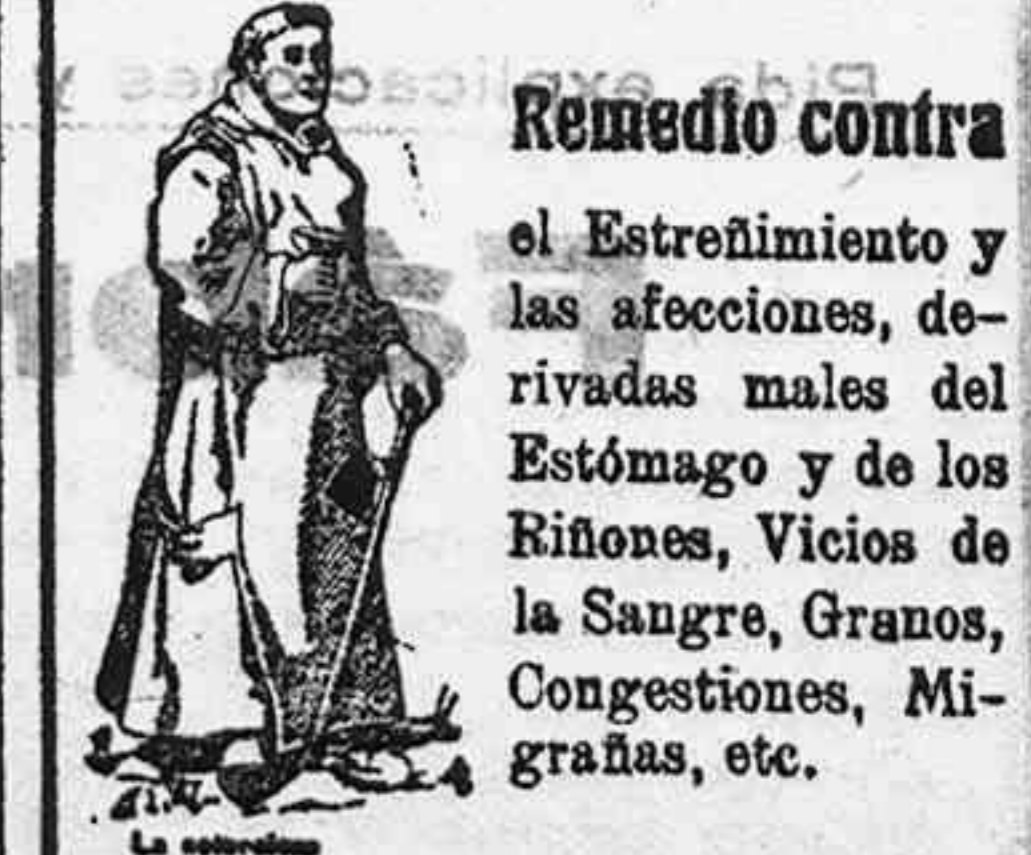 Remedio contra
el Estreñimiento y
las afecciones, de-
rivadas males del
Estómago y de los
Riñones, Vicios de
la Sangre, Granos,
Congestiones, Mi-
grañas, etc.
La